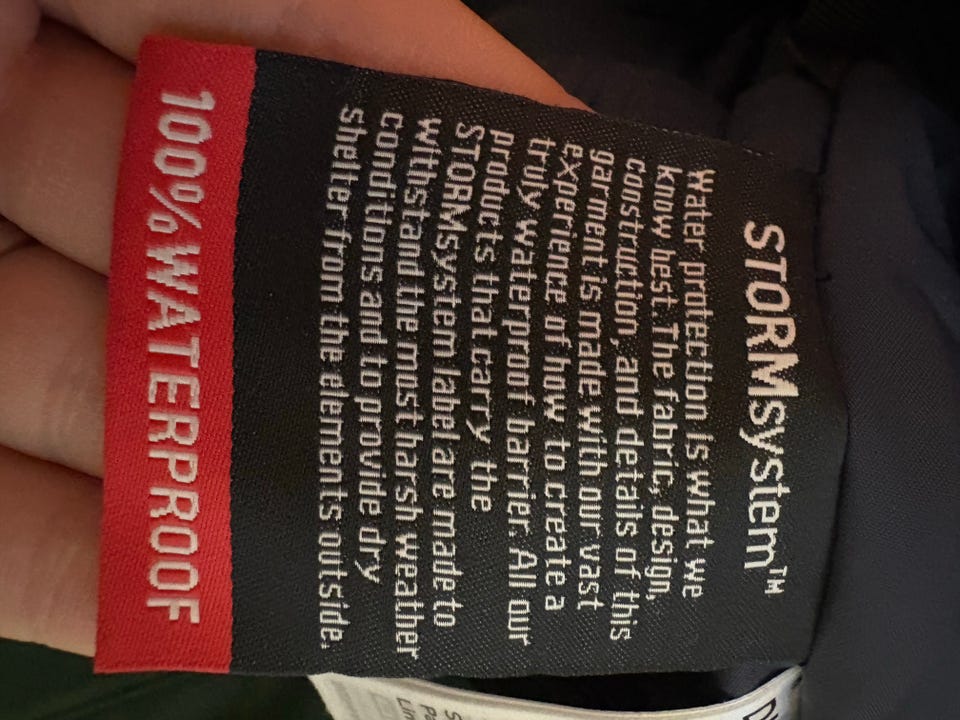 STORMsystem™
Water protection is what we
know best. The fabric, design,
construction, and details of this
garment is made with our vast
experience of how to create a
truly waterproof barrier. All our
products that carry the
STORMsystem label are made to
withstand the most harsh weather
conditions and to provide dry
shelter from the elements outside.
100% WATERPROOF